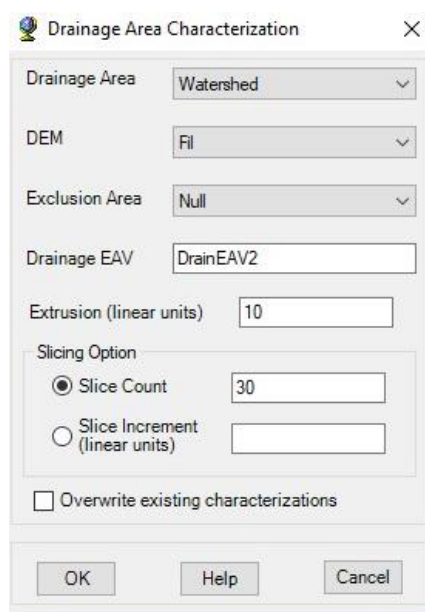 Drainage Area Characterization
Drainage Area Watershed
DEM Fil
Exclusion Area Null
Drainage EAV DrainEAV2
Extrusion (linear units) 10
Slicing Option
Slice Count 30
Slice Increment
(linear units)
Overwrite existing characterizations
OK Help Cancel